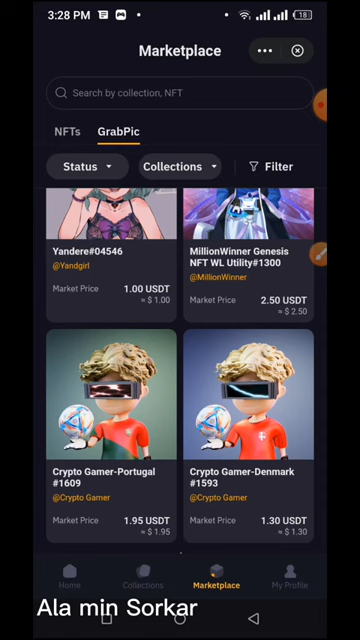 3:28 PM
18
Marketplace
Search by collection, NFT
NFTs GrabPic
Status Collections Filter
Yandere#04546
@Yandgirl
Market Price 1.00 USDT
≈ $ 1.00
MillionWinner Genesis
NFT WL Utility#1300
@MillionWinner
Market Price 2.50 USDT
≈ $ 2.50
Crypto Gamer-Portugal
#1609
@Crypto Gamer
Market Price 1.95 USDT
≈ $ 1.95
Crypto Gamer-Denmark
#1593
@Crypto Gamer
Market Price 1.30 USDT
≈ $ 1.30
Home Collections Marketplace My Profile
Ala min Sorkar